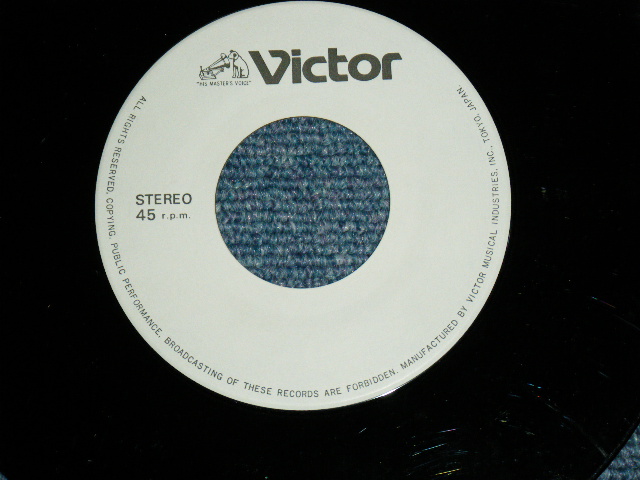 Victor
"HIS MASTER'S VOICE"
STEREO
45 r.p.m.
ALL RIGHTS RESERVED. COPYING, PUBLIC PERFORMANCE, BROADCASTING OF THESE RECORDS ARE FORBIDDEN. MANUFACTURED BY VICTOR MUSICAL INDUSTRIES, INC., TOKYO, JAPAN